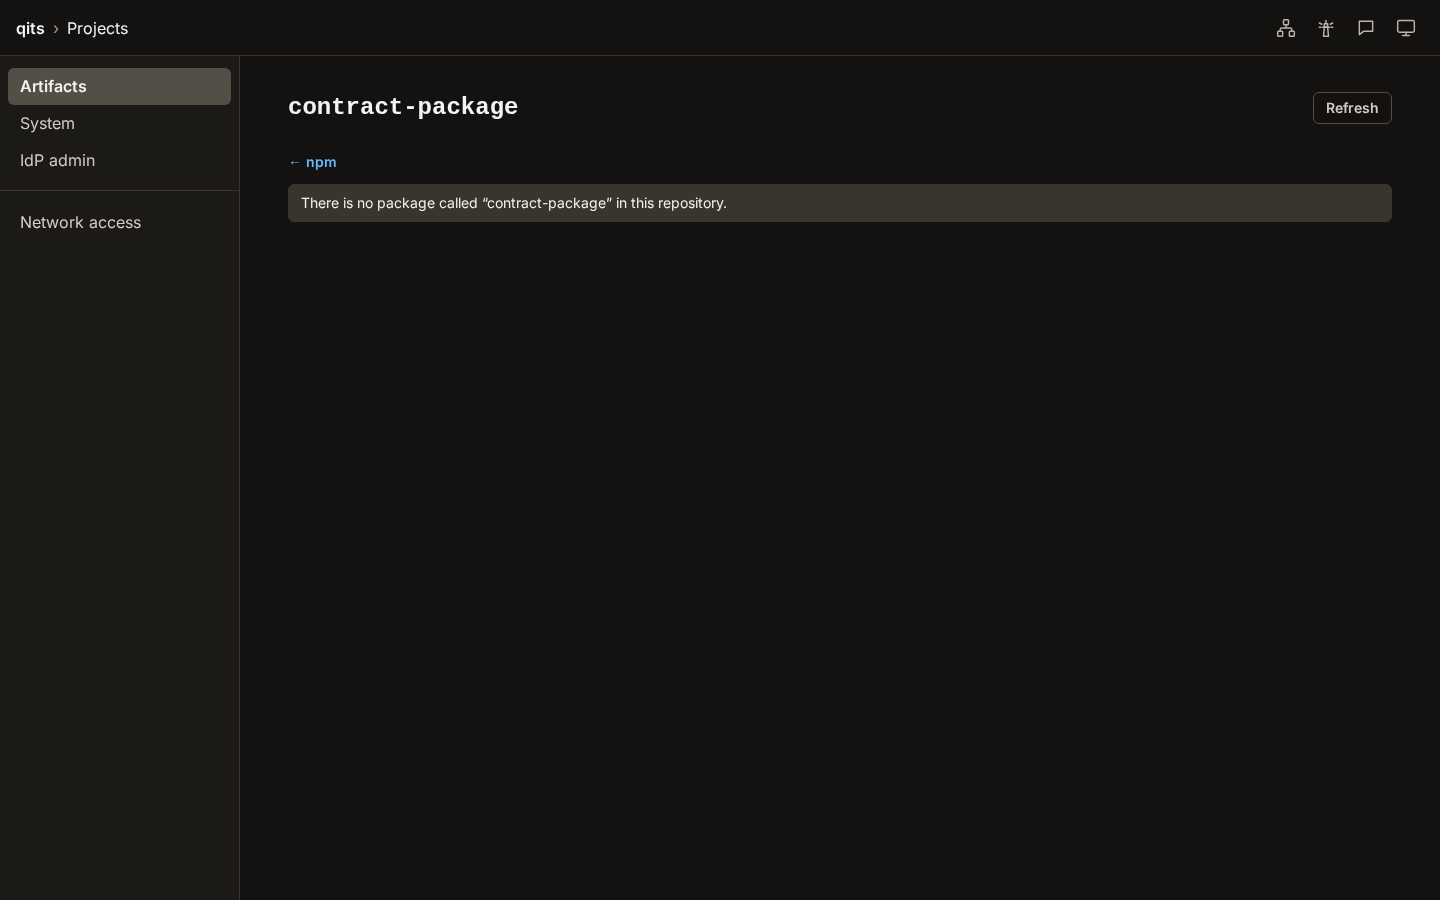 qits › Projects
Artifacts
System
IdP admin
Network access
contract-package
Refresh
← npm
There is no package called “contract-package” in this repository.